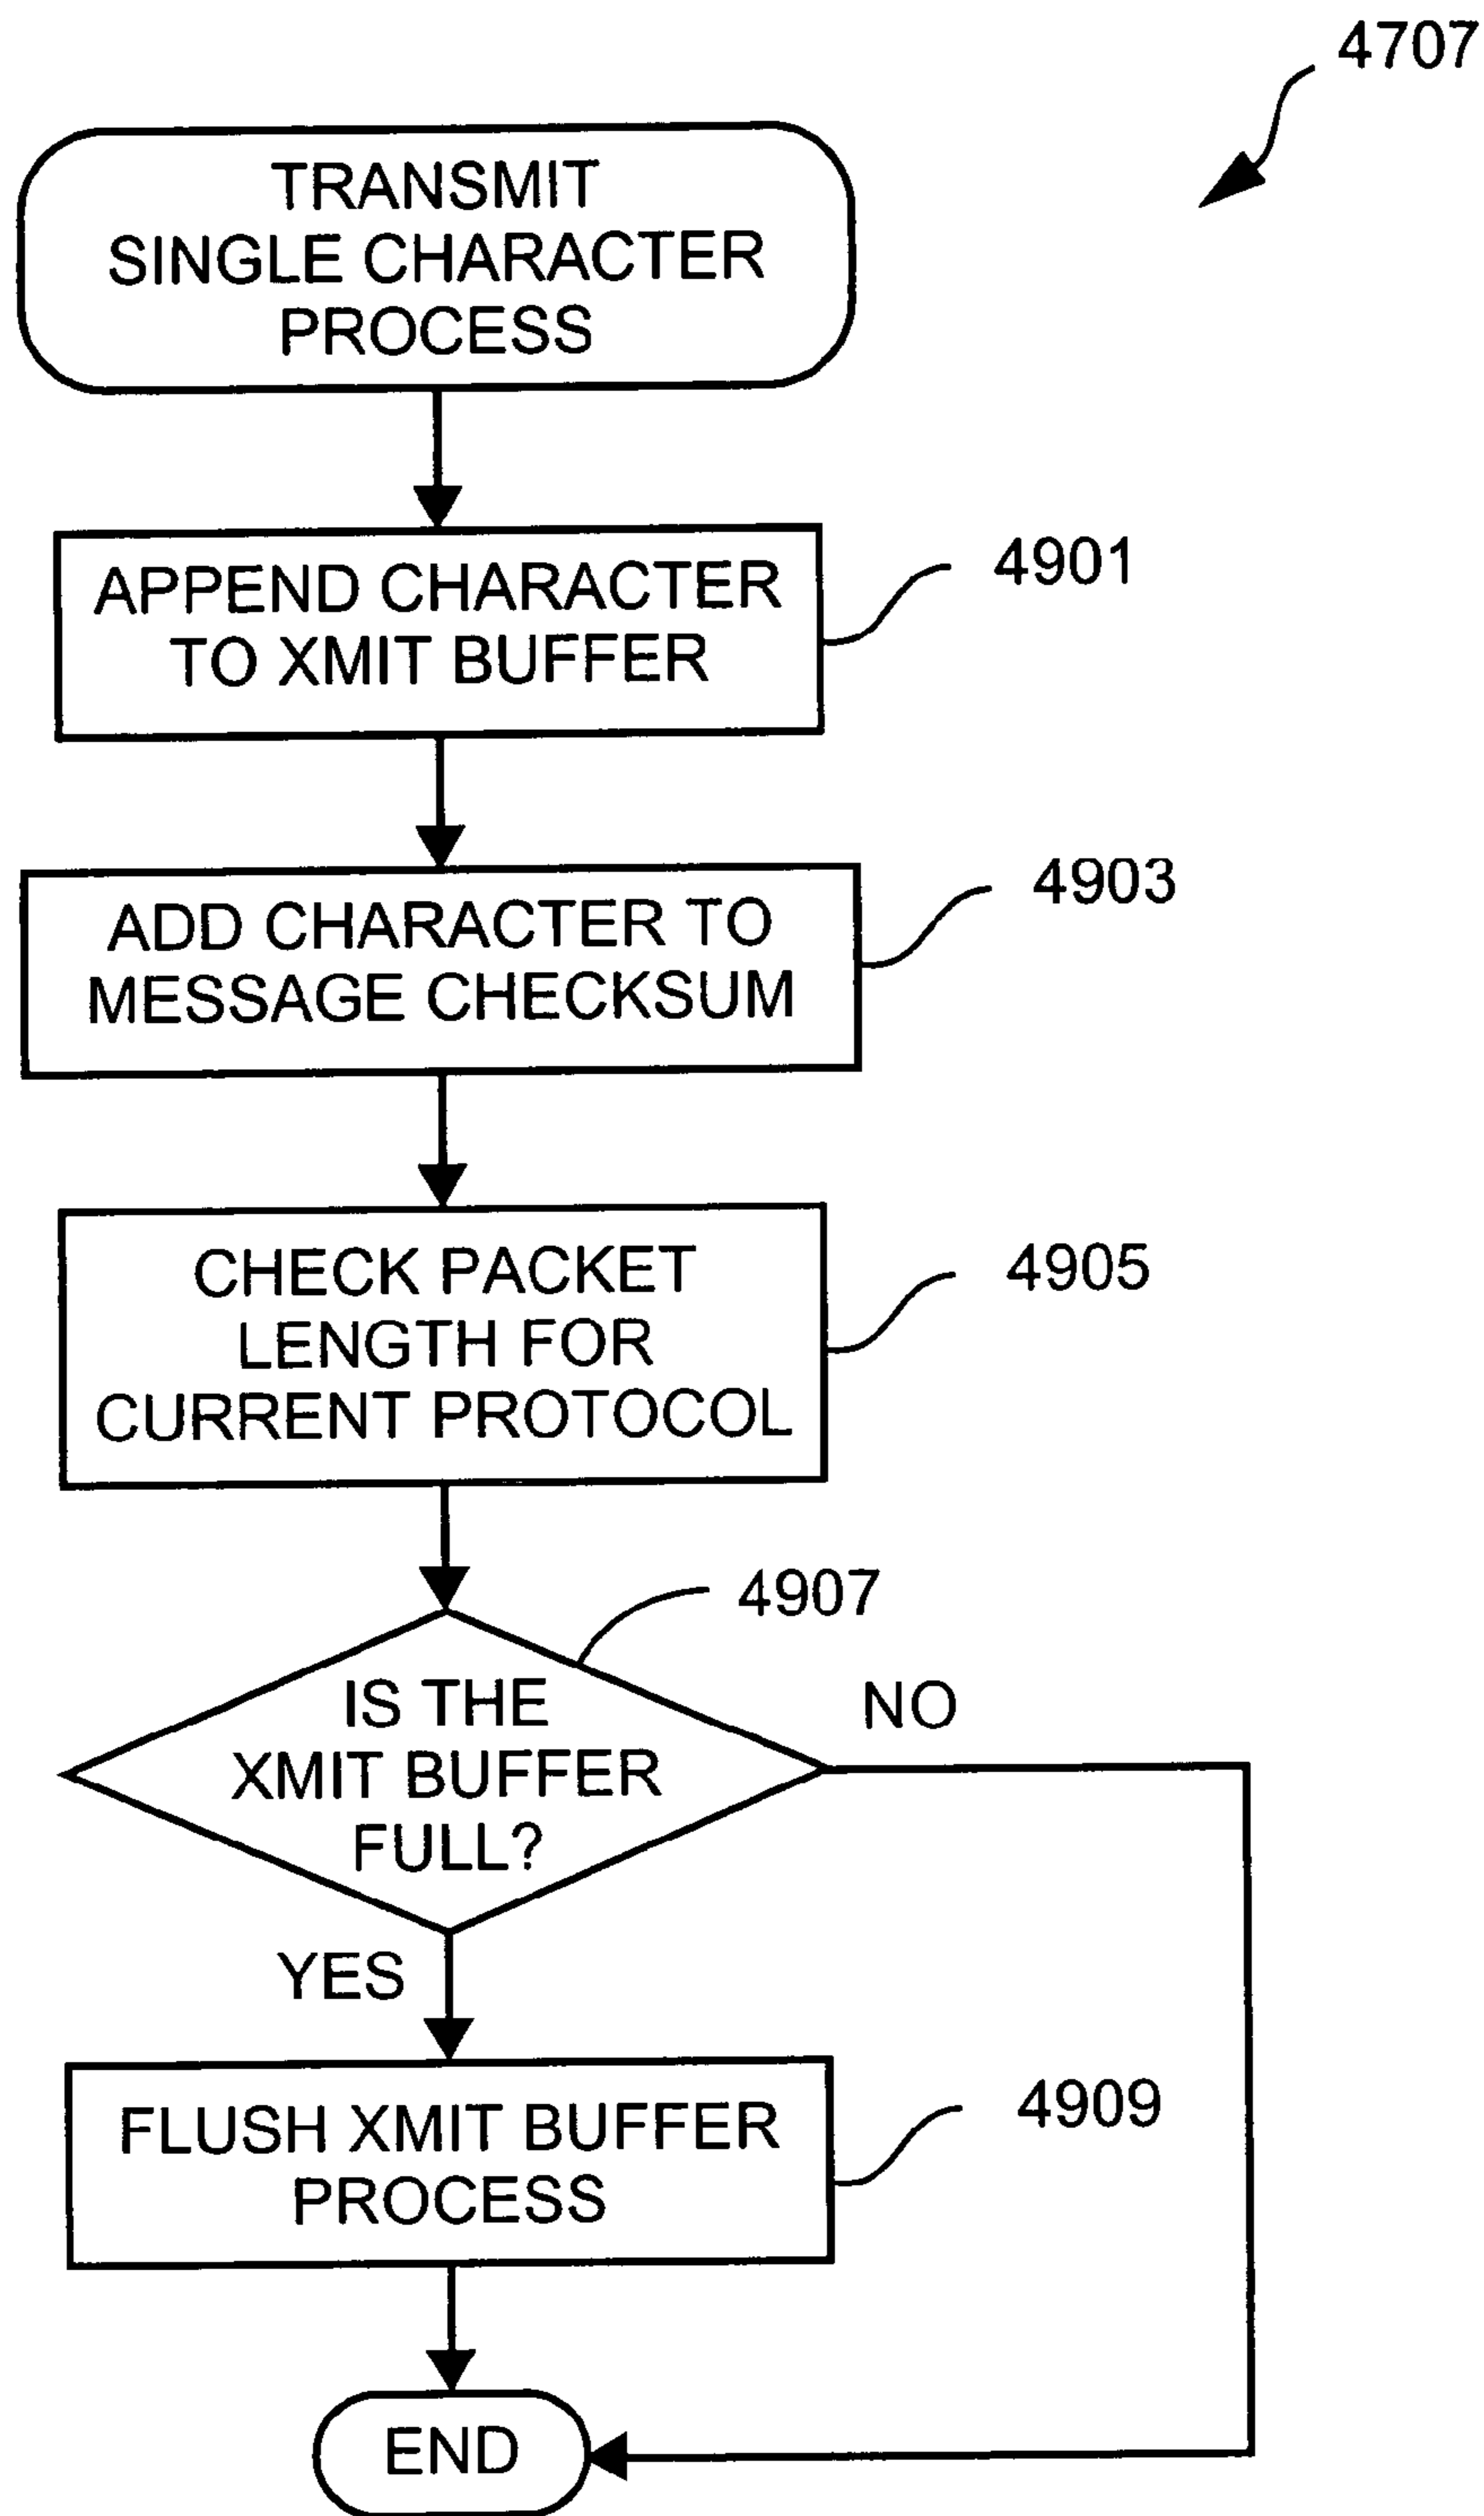 4707
TRANSMIT
SINGLE CHARACTER
PROCESS
APPEND CHARACTER
TO XMIT BUFFER
4901
ADD CHARACTER TO
MESSAGE CHECKSUM
4903
CHECK PACKET
LENGTH FOR
CURRENT PROTOCOL
4905
4907
IS THE
XMIT BUFFER
FULL?
NO
YES
FLUSH XMIT BUFFER
PROCESS
4909
END